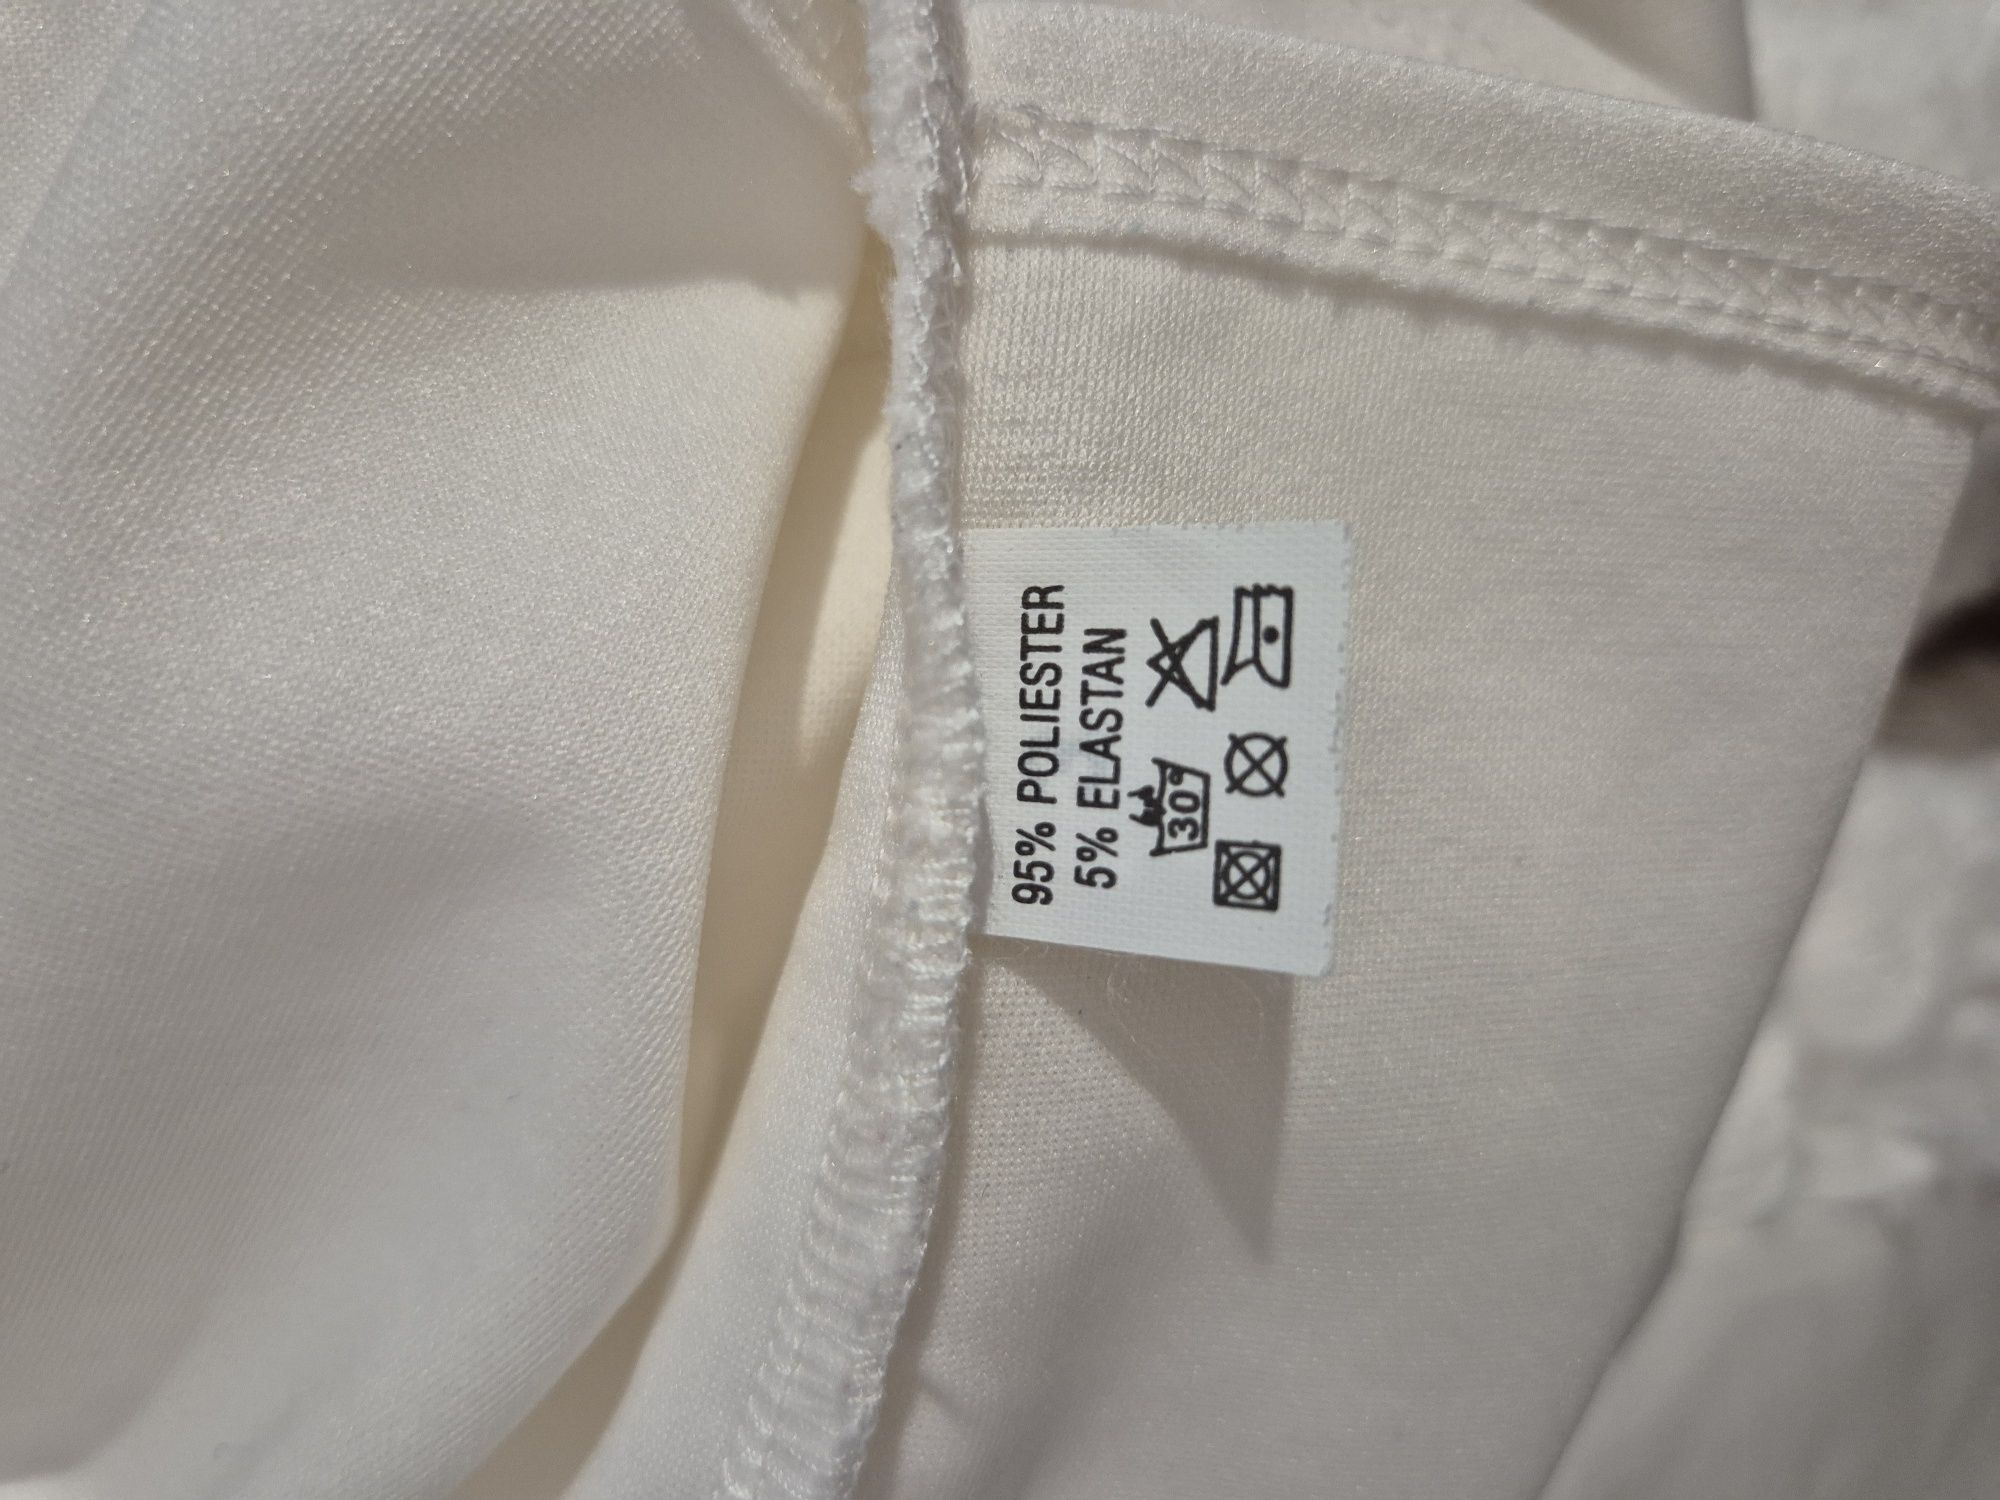 95% POLIESTER
5% ELASTAN
30°